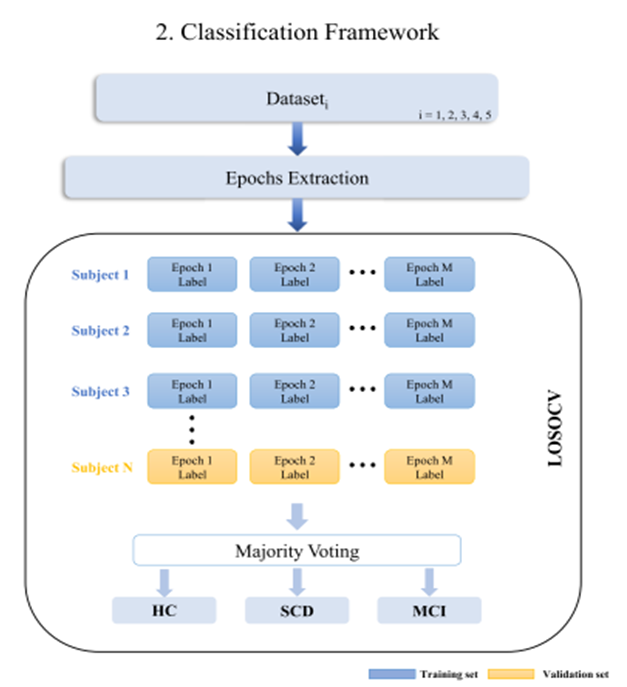 2. Classification Framework
Dataseti
i = 1, 2, 3, 4, 5
Epochs Extraction
Subject 1
Epoch 1
Label
Epoch 2
Label
•••
Epoch M
Label
Subject 2
Epoch 1
Label
Epoch 2
Label
•••
Epoch M
Label
Subject 3
Epoch 1
Label
Epoch 2
Label
•••
Epoch M
Label
Subject N
Epoch 1
Label
Epoch 2
Label
•••
Epoch M
Label
LOSOCV
Majority Voting
HC
SCD
MCI
Training set
Validation set